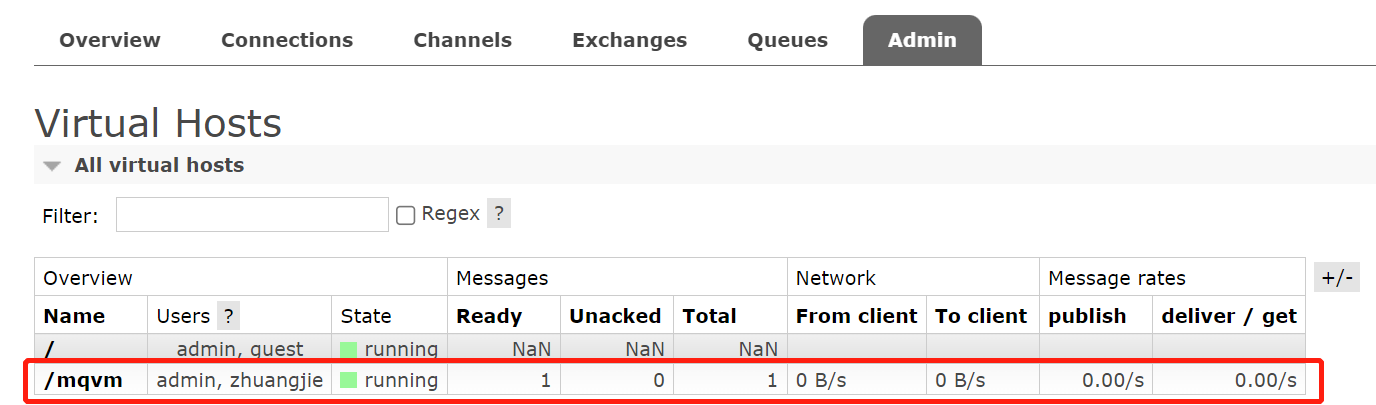 Overview Connections Channels Exchanges Queues Admin
Virtual Hosts
All virtual hosts
Filter: Regex ?
Overview Messages Network Message rates +/-
Name Users ? State Ready Unacked Total From client To client publish deliver / get
/ admin, guest running NaN NaN NaN
/mqvm admin, zhuangjie running 1 0 1 0 B/s 0 B/s 0.00/s 0.00/s